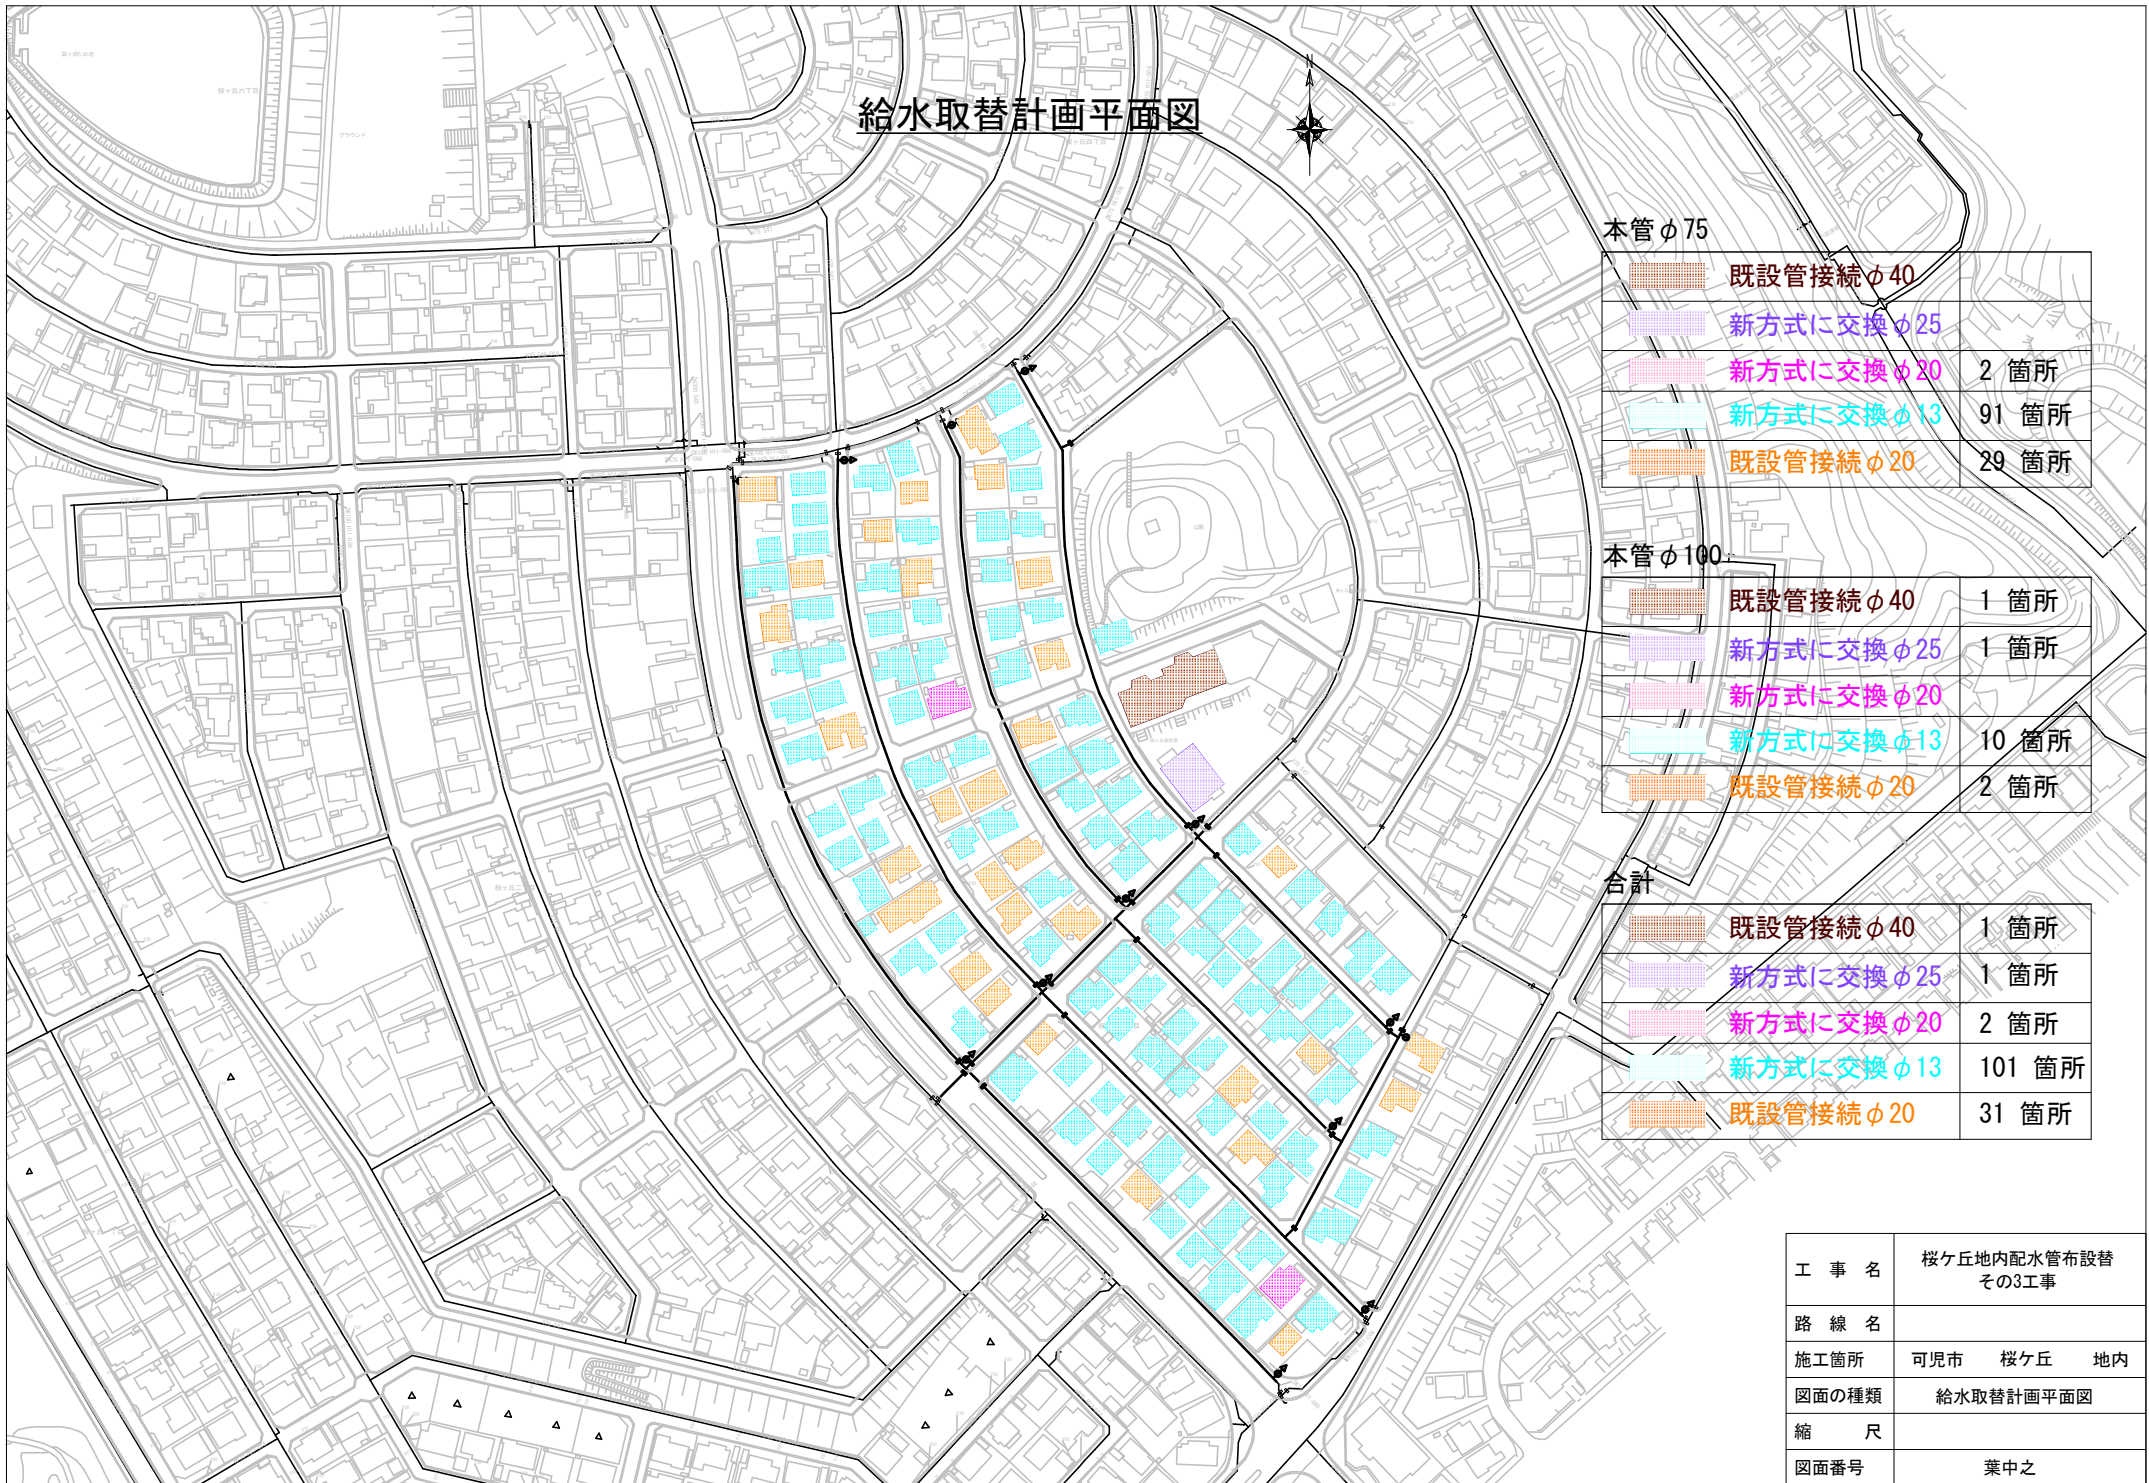 給水取替計画平面図
N
本管φ75
既設管接続φ40
新方式に交換φ25
新方式に交換φ20 2 箇所
新方式に交換φ13 91 箇所
既設管接続φ20 29 箇所
本管φ100
既設管接続φ40 1 箇所
新方式に交換φ25 1 箇所
新方式に交換φ20
新方式に交換φ13 10 箇所
既設管接続φ20 2 箇所
合計
既設管接続φ40 1 箇所
新方式に交換φ25 1 箇所
新方式に交換φ20 2 箇所
新方式に交換φ13 101 箇所
既設管接続φ20 31 箇所
工事名 桜ケ丘地内配水管布設替
その3工事
路線名
施工箇所 可児市 桜ケ丘 地内
図面の種類 給水取替計画平面図
縮尺
図面番号 葉中之
桜ヶ丘六丁目
グラウンド